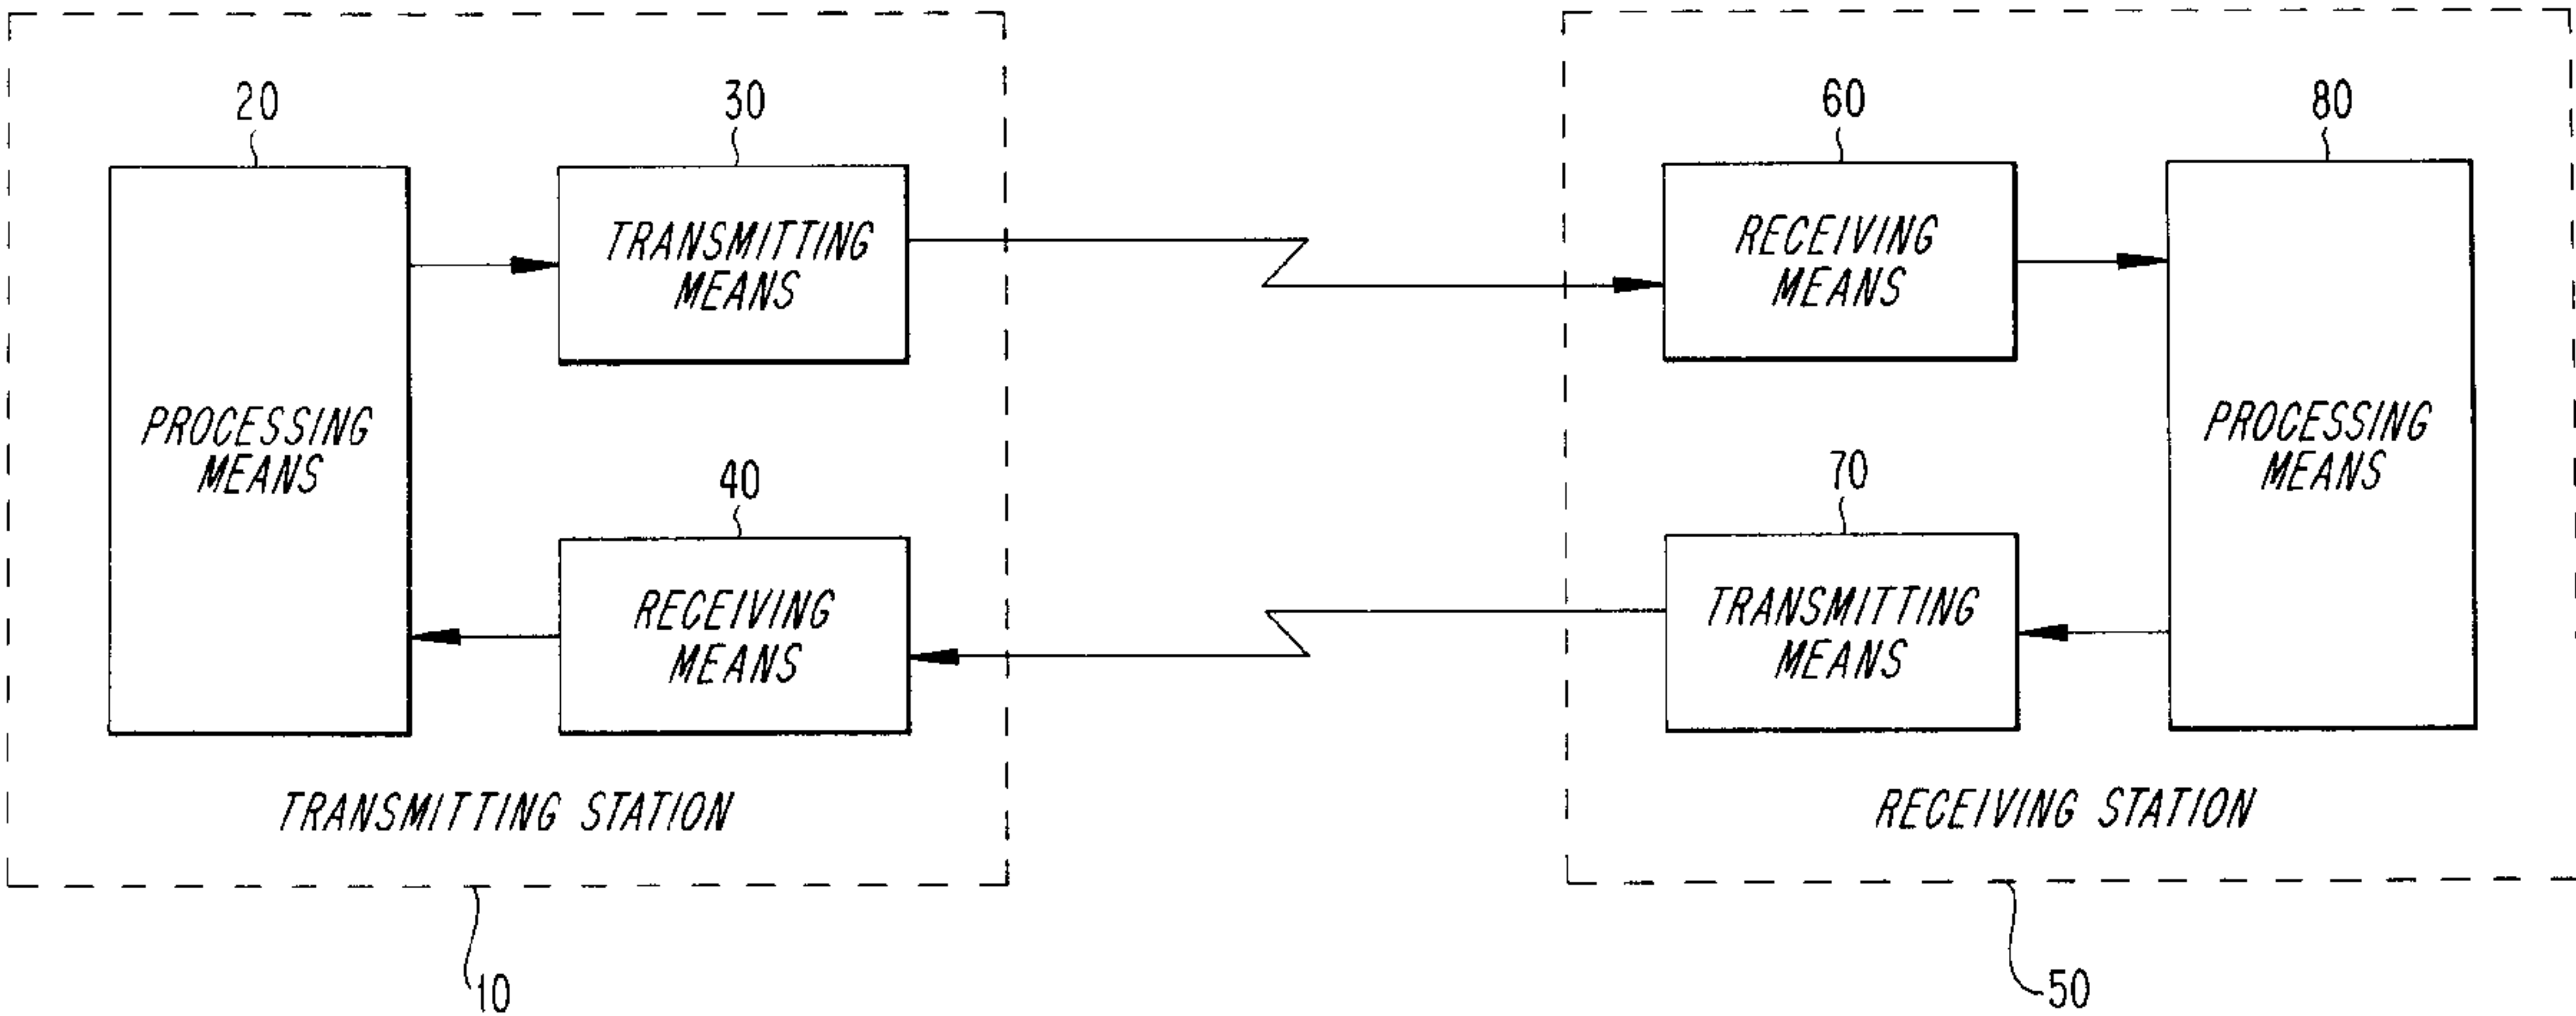 20
30
60
80
TRANSMITTING
MEANS
RECEIVING
MEANS
PROCESSING
MEANS
PROCESSING
MEANS
40
70
RECEIVING
MEANS
TRANSMITTING
MEANS
TRANSMITTING STATION
RECEIVING STATION
10
50